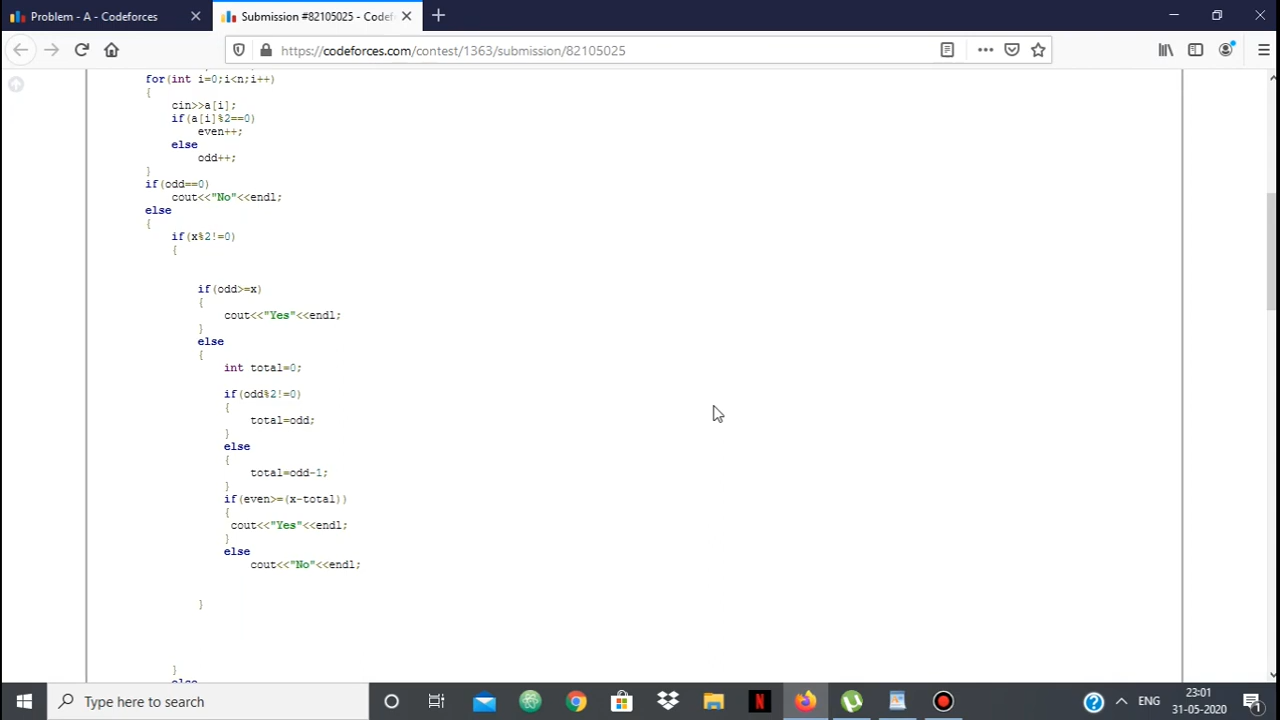 Problem - A - Codeforces
Submission #82105025 - Codef
https://codeforces.com/contest/1363/submission/82105025
for(int i=0;i<n;i++)
{
cin>>a[i];
if(a[i]%2==0)
even++;
else
odd++;
}
if(odd==0)
cout<<"No"<<endl;
else
{
if(x%2!=0)
{
if(odd>=x)
{
cout<<"Yes"<<endl;
}
else
{
int total=0;
if(odd%2!=0)
{
total=odd;
}
else
{
total=odd-1;
}
if(even>=(x-total))
{
cout<<"Yes"<<endl;
}
else
cout<<"No"<<endl;
}
}
else
Type here to search
ENG
23:01
31-05-2020
1